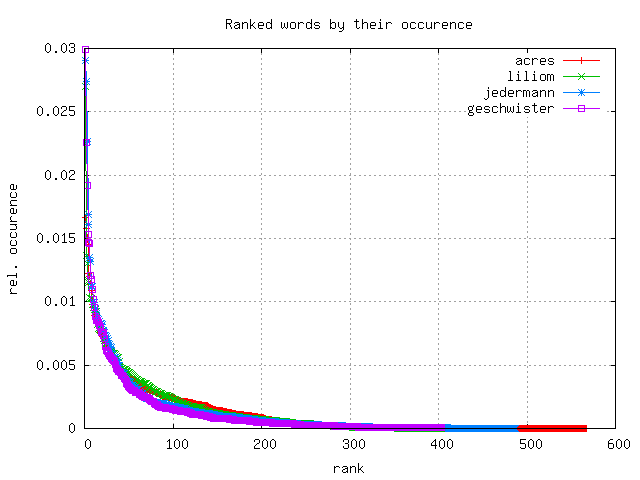 Ranked words by their occurence
0.03
0.025
0.02
0.015
0.01
0.005
0
rel. occurence
acres
liliom
jedermann
geschwister
0 100 200 300 400 500 600
rank